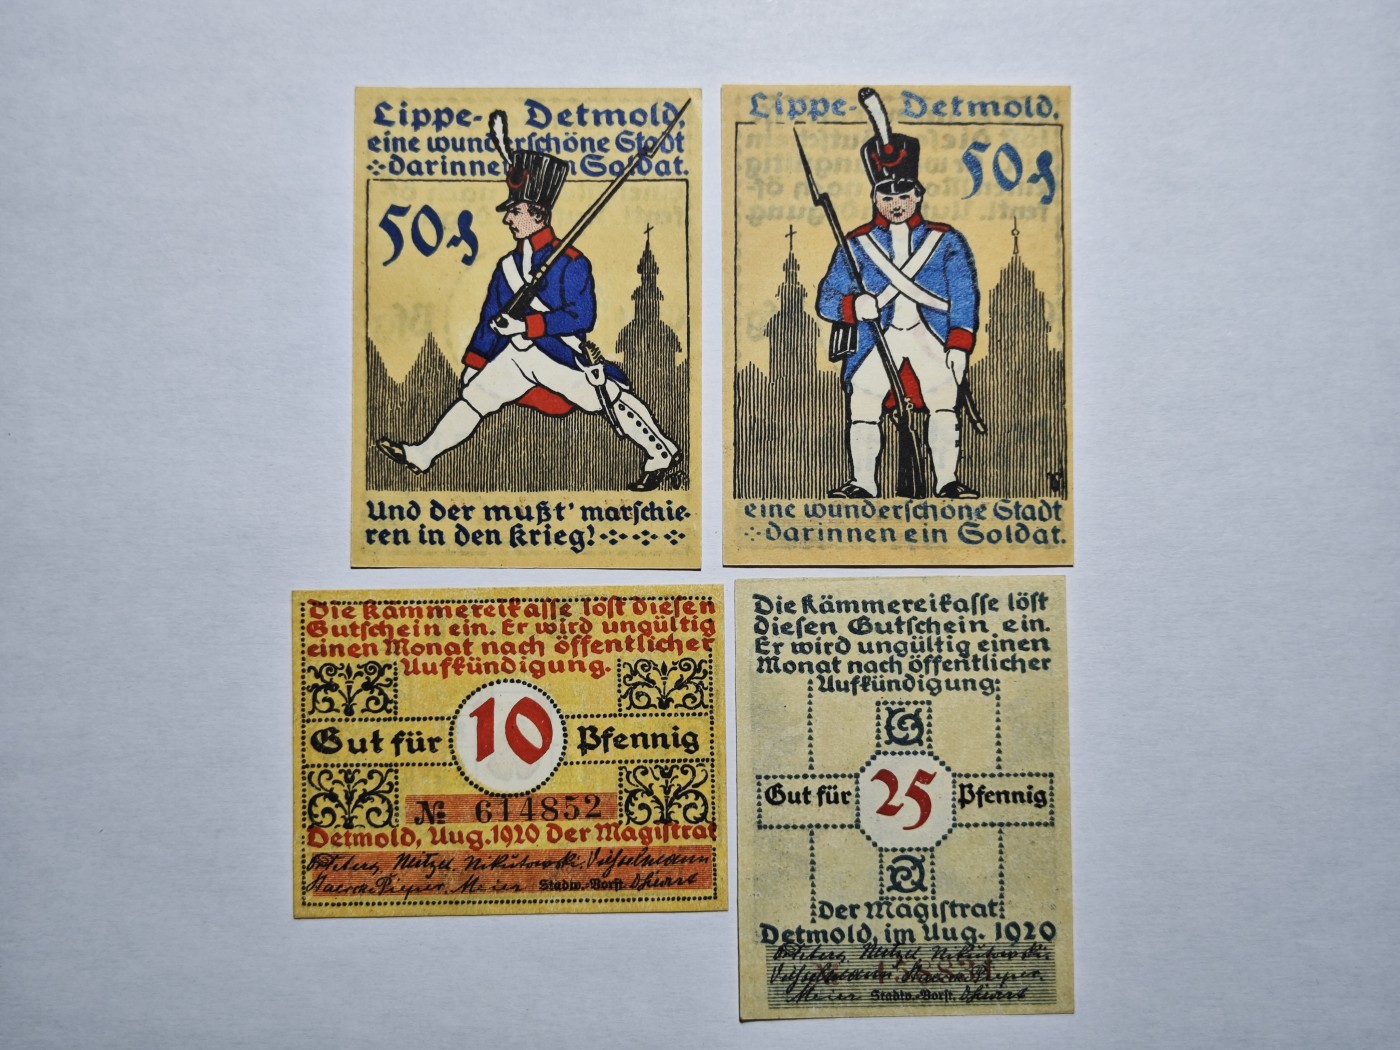 Lippe- Detmold,
eine wunderschöne Stadt
darinnen ein Soldat.
50 ₰
Und der mußt' marschie-
ren in den Krieg!
Lippe- Detmold,
50 ₰
eine wunderschöne Stadt
darinnen ein Soldat.
Die Kämmereikasse löst diesen
Gutschein ein. Er wird ungültig
einen Monat nach öffentlicher
Aufkündigung.
Gut für 10 Pfennig
№ 614852
Detmold, Aug. 1920 Der Magistrat
Meier Stadtv.-Vorst.
Die Kämmereikasse löst
diesen Gutschein ein.
Er wird ungültig einen
Monat nach öffentlicher
Aufkündigung
Gut für 25 Pfennig
Der Magistrat
Detmold, im Aug. 1920
Meier Stadtv.-Vorst.